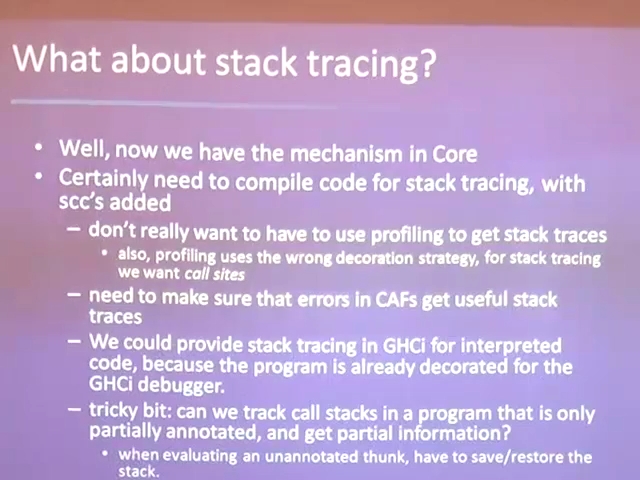 What about stack tracing?
• Well, now we have the mechanism in Core
• Certainly need to compile code for stack tracing, with
scc's added
– don't really want to have to use profiling to get stack traces
• also, profiling uses the wrong decoration strategy, for stack tracing
we want call sites
– need to make sure that errors in CAFs get useful stack
traces
– We could provide stack tracing in GHCi for interpreted
code, because the program is already decorated for the
GHCi debugger.
– tricky bit: can we track call stacks in a program that is only
partially annotated, and get partial information?
• when evaluating an unannotated thunk, have to save/restore the
stack.